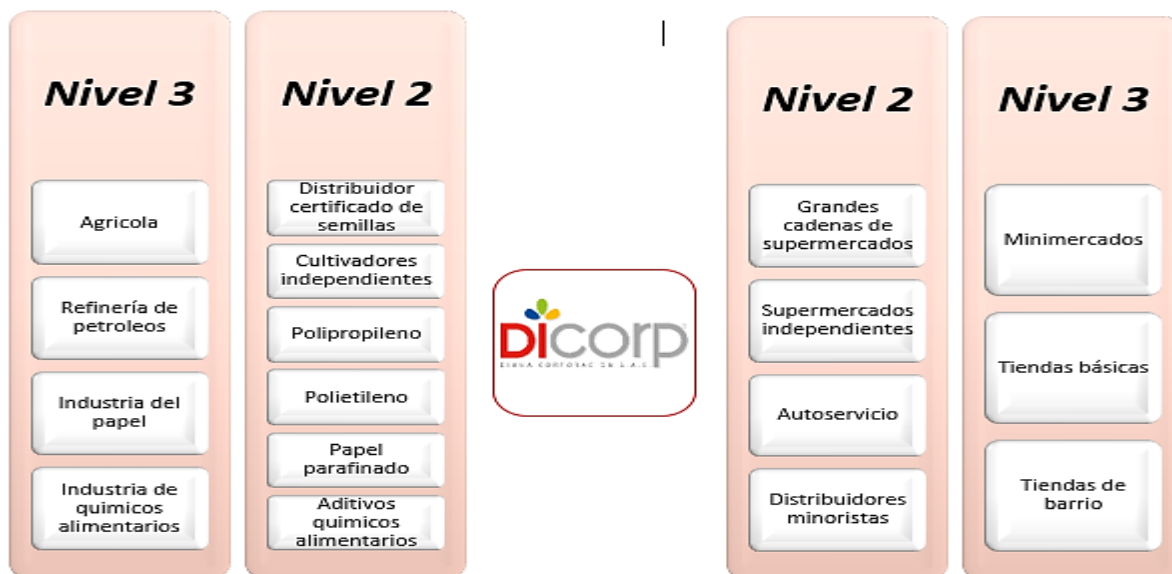 Nivel 3
Agricola
Refinería de
petroleos
Industria del
papel
Industria de
quimicos
alimentarios
Nivel 2
Distribuidor
certificado de
semillas
Cultivadores
independientes
Polipropileno
Polietileno
Papel
parafinado
Aditivos
quimicos
alimentarios
Dicorp
Nivel 2
Grandes
cadenas de
supermercados
Supermercados
independientes
Autoservicio
Distribuidores
minoristas
Nivel 3
Minimercados
Tiendas básicas
Tiendas de
barrio